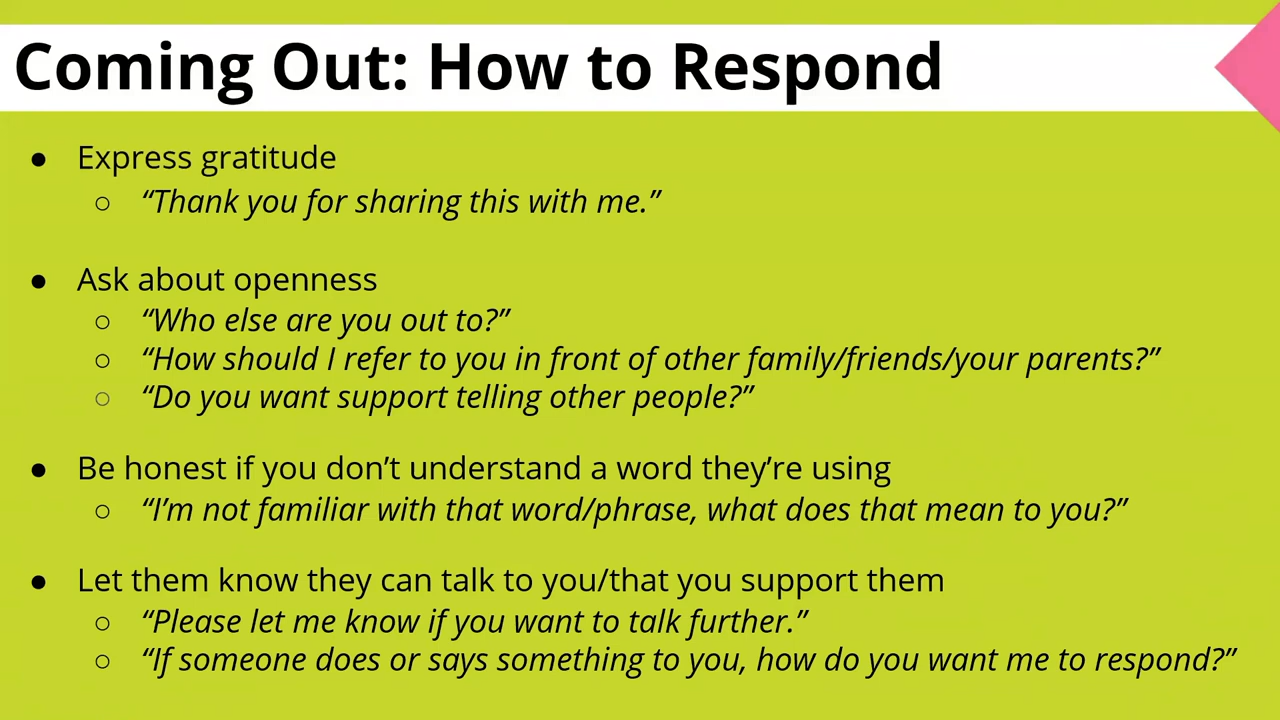 Coming Out: How to Respond
● Express gratitude
○ “Thank you for sharing this with me.”
● Ask about openness
○ “Who else are you out to?”
○ “How should I refer to you in front of other family/friends/your parents?”
○ “Do you want support telling other people?”
● Be honest if you don’t understand a word they’re using
○ “I’m not familiar with that word/phrase, what does that mean to you?”
● Let them know they can talk to you/that you support them
○ “Please let me know if you want to talk further.”
○ “If someone does or says something to you, how do you want me to respond?”